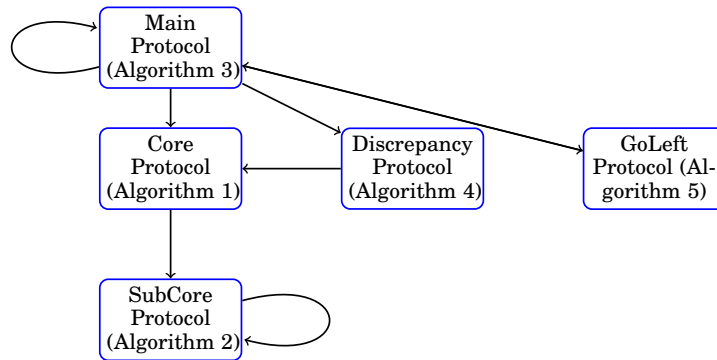 Main
Protocol
(Algorithm 3)
Core
Protocol
(Algorithm 1)
Discrepancy
Protocol
(Algorithm 4)
GoLeft
Protocol (Al-
gorithm 5)
SubCore
Protocol
(Algorithm 2)